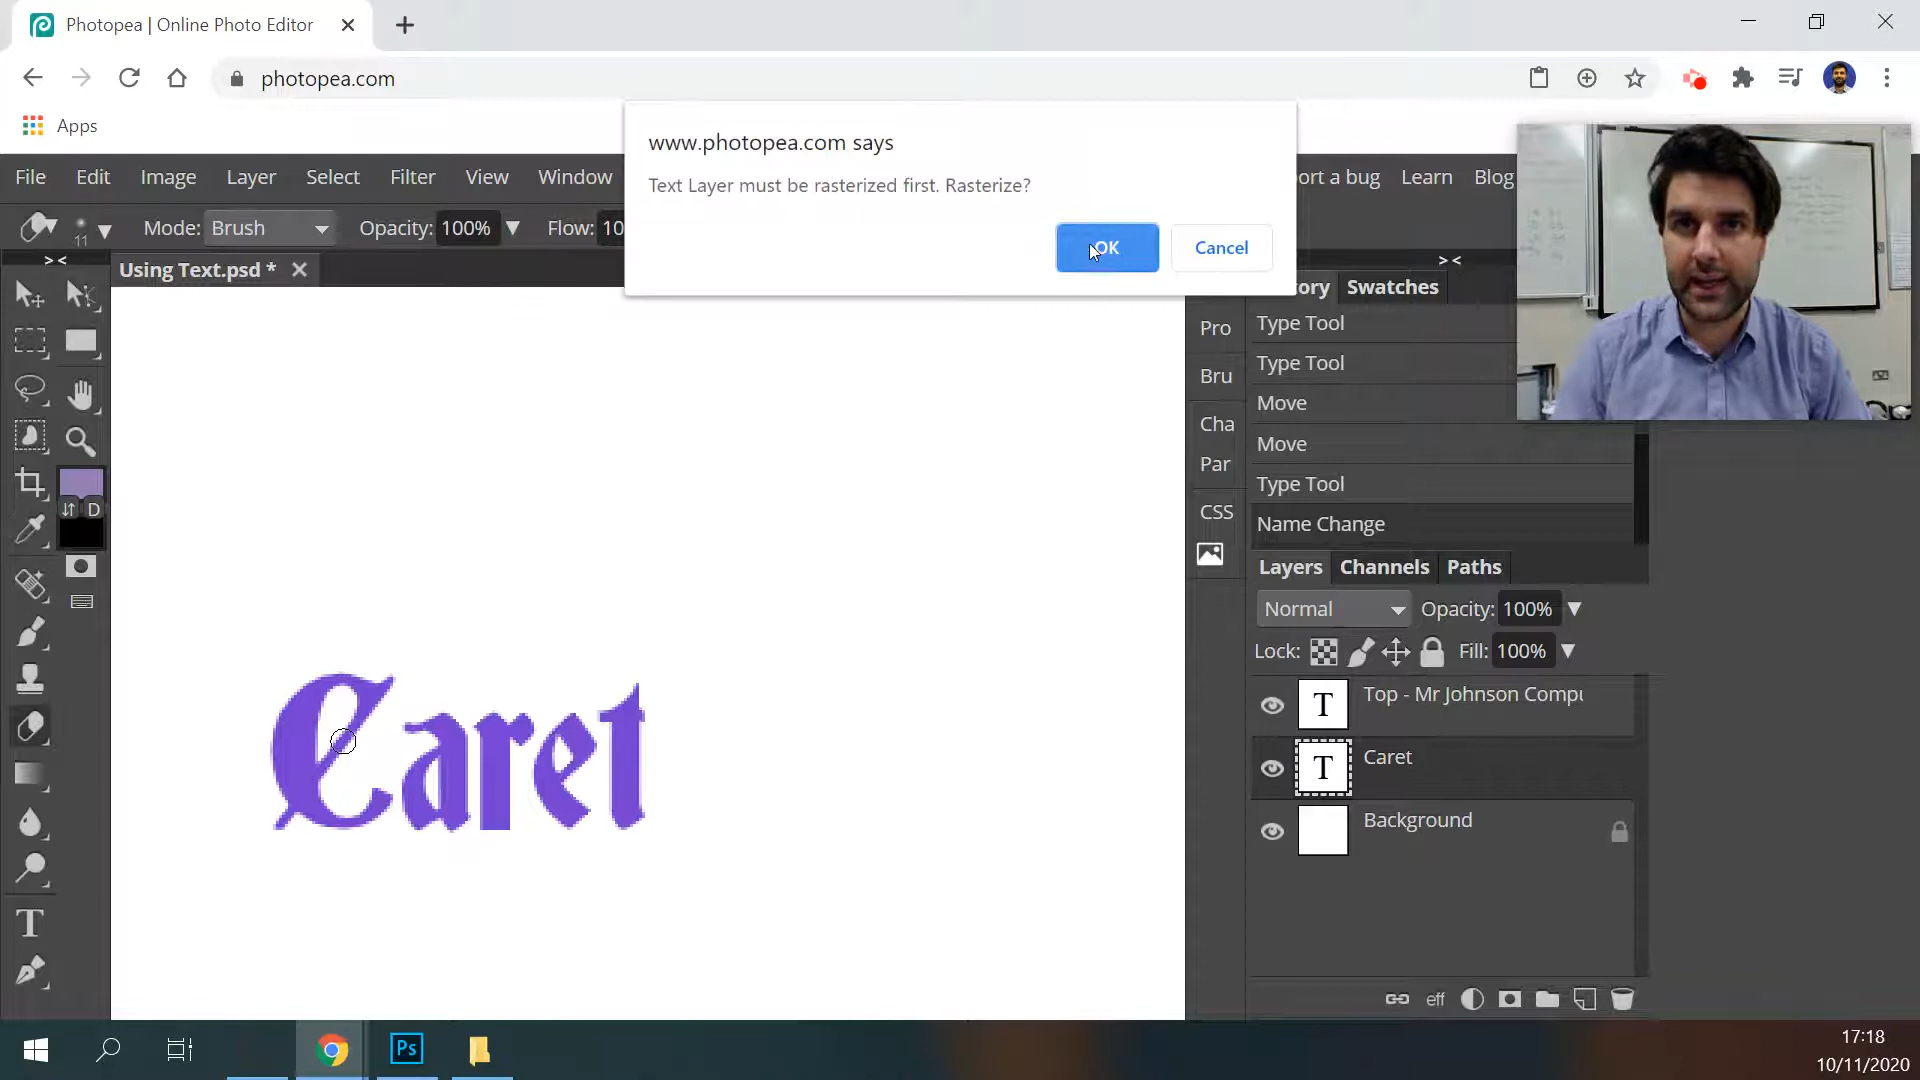 Photopea | Online Photo Editor
photopea.com
Apps
www.photopea.com says
Text Layer must be rasterized first. Rasterize?
OK
Cancel
File Edit Image Layer Select Filter View Window
ort a bug Learn Blog
11 Mode: Brush Opacity: 100% Flow: 10
Using Text.psd *
> <
> <
tory Swatches
Type Tool
Type Tool
Move
Move
Type Tool
Name Change
Pro
Bru
Cha
Par
CSS
D
Caret
Layers Channels Paths
Normal Opacity: 100%
Lock: Fill: 100%
T Top - Mr Johnson Compu
T Caret
Background
T
eff
Ps
17:18
10/11/2020